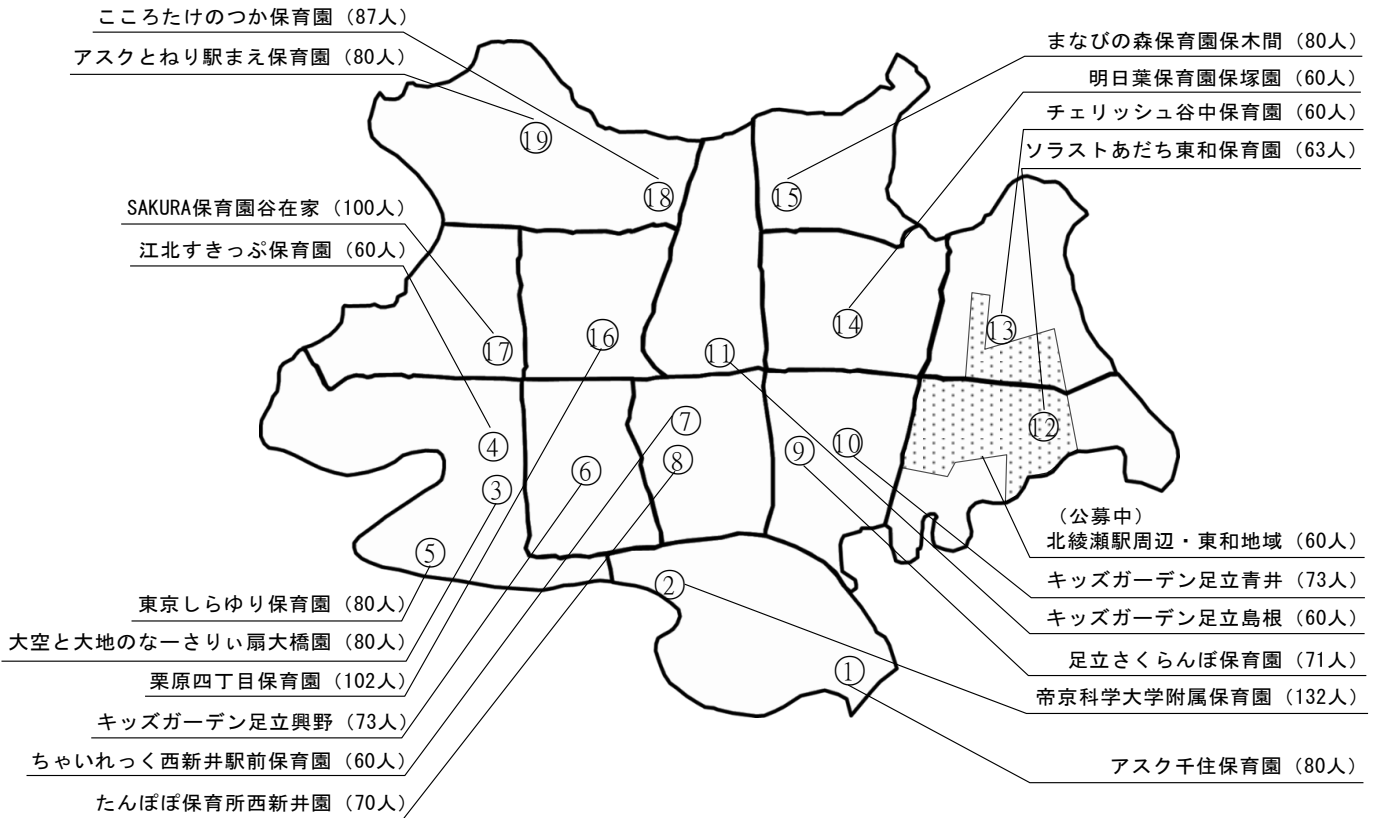 こころたけのつか保育園（87人）
アスクとねり駅まえ保育園（80人）
SAKURA保育園谷在家（100人）
江北すきっぷ保育園（60人）
まなびの森保育園保木間（80人）
明日葉保育園保塚園（60人）
チェリッシュ谷中保育園（60人）
ソラストあだち東和保育園（63人）
⑲
⑱
⑮
⑰
⑯
⑪
⑭
⑬
④
③
⑤
⑥
⑦
⑧
⑨
⑩
⑫
②
①
東京しらゆり保育園（80人）
大空と大地のなーさりぃ扇大橋園（80人）
栗原四丁目保育園（102人）
キッズガーデン足立興野（73人）
ちゃいれっく西新井駅前保育園（60人）
たんぽぽ保育所西新井園（70人）
（公募中）
北綾瀬駅周辺・東和地域（60人）
キッズガーデン足立青井（73人）
キッズガーデン足立島根（60人）
足立さくらんぼ保育園（71人）
帝京科学大学附属保育園（132人）
アスク千住保育園（80人）